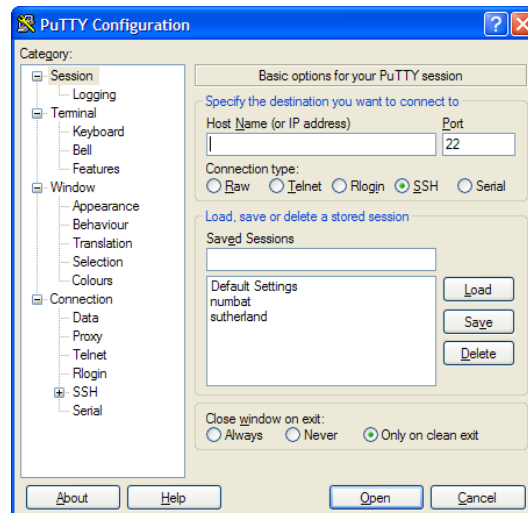 PuTTY Configuration
Category:
Session
Logging
Terminal
Keyboard
Bell
Features
Window
Appearance
Behaviour
Translation
Selection
Colours
Connection
Data
Proxy
Telnet
Rlogin
SSH
Serial
Basic options for your PuTTY session
Specify the destination you want to connect to
Host Name (or IP address) Port
22
Connection type:
Raw Telnet Rlogin SSH Serial
Load, save or delete a stored session
Saved Sessions
Default Settings
numbat
sutherland
Load
Save
Delete
Close window on exit:
Always Never Only on clean exit
About Help Open Cancel